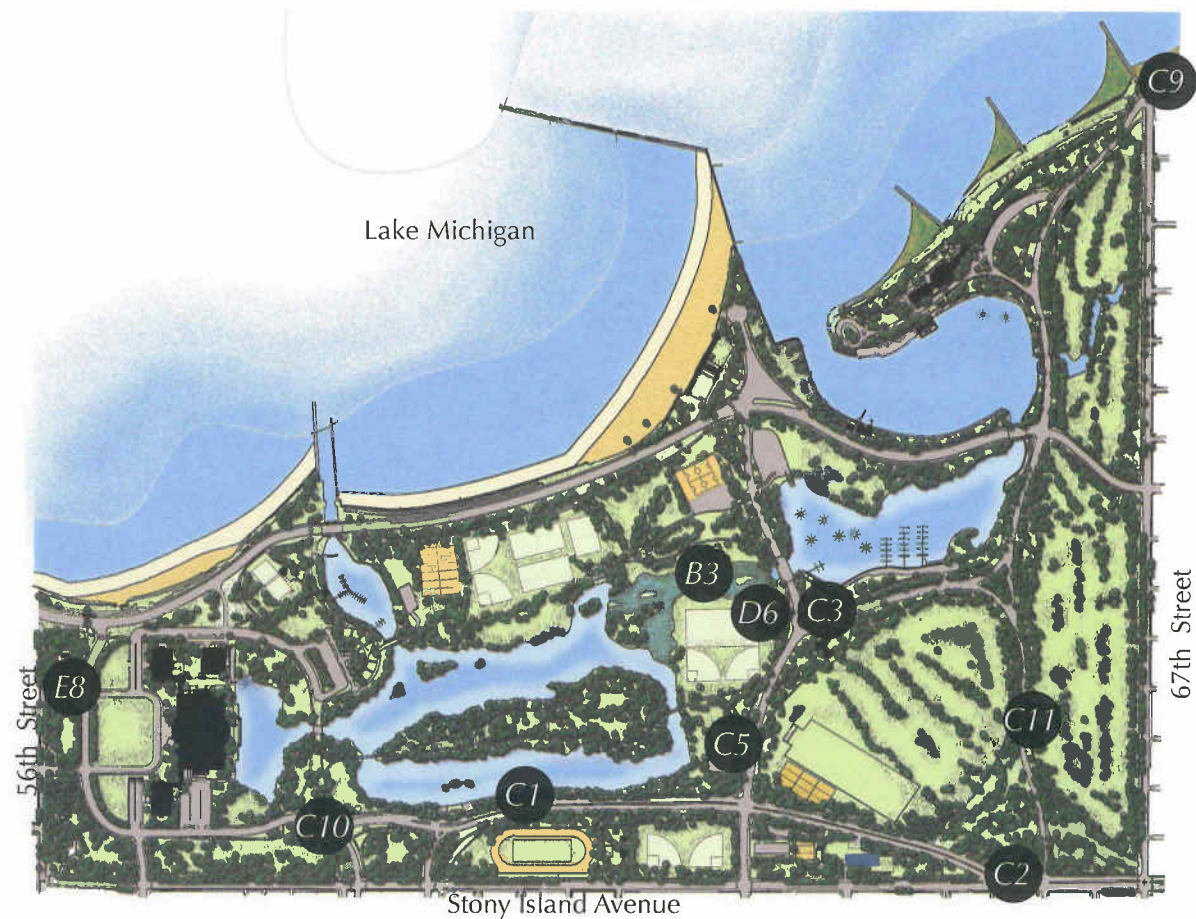 C9
Lake Michigan
B3
D6
C3
67th Street
E8
56th Street
C11
C5
C1
C10
C2
Stony Island Avenue